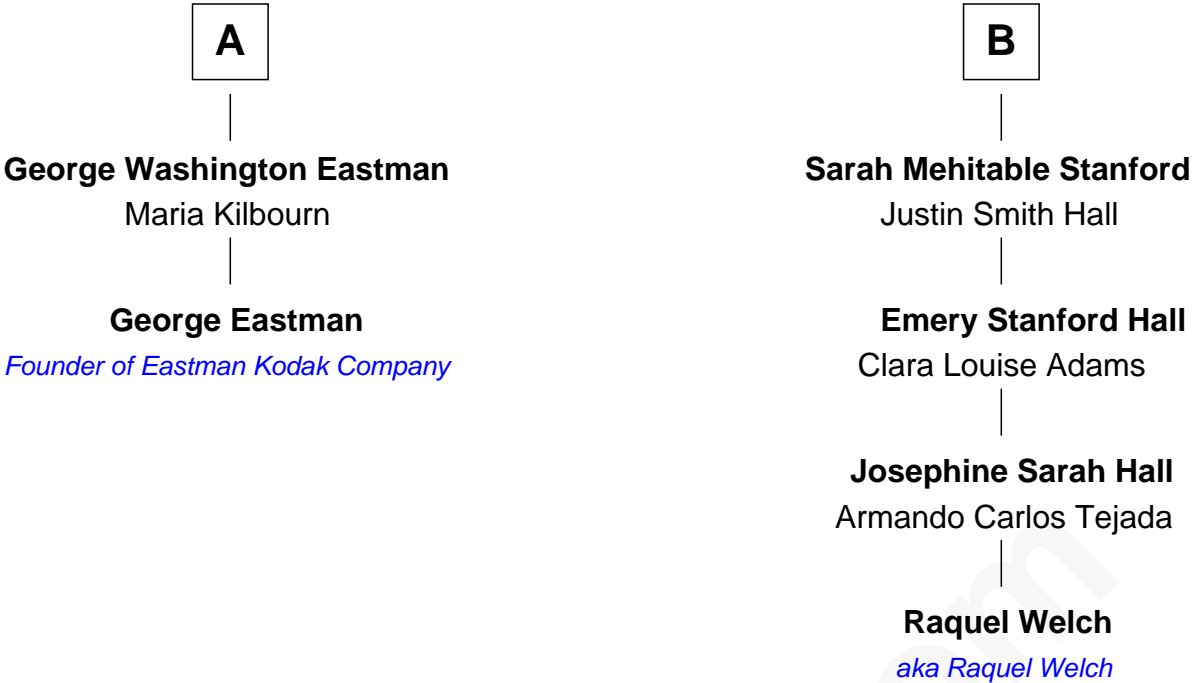 A
George Washington Eastman
Maria Kilbourn
George Eastman
Founder of Eastman Kodak Company
B
Sarah Mehitable Stanford
Justin Smith Hall
Emery Stanford Hall
Clara Louise Adams
Josephine Sarah Hall
Armando Carlos Tejada
Raquel Welch
aka Raquel Welch